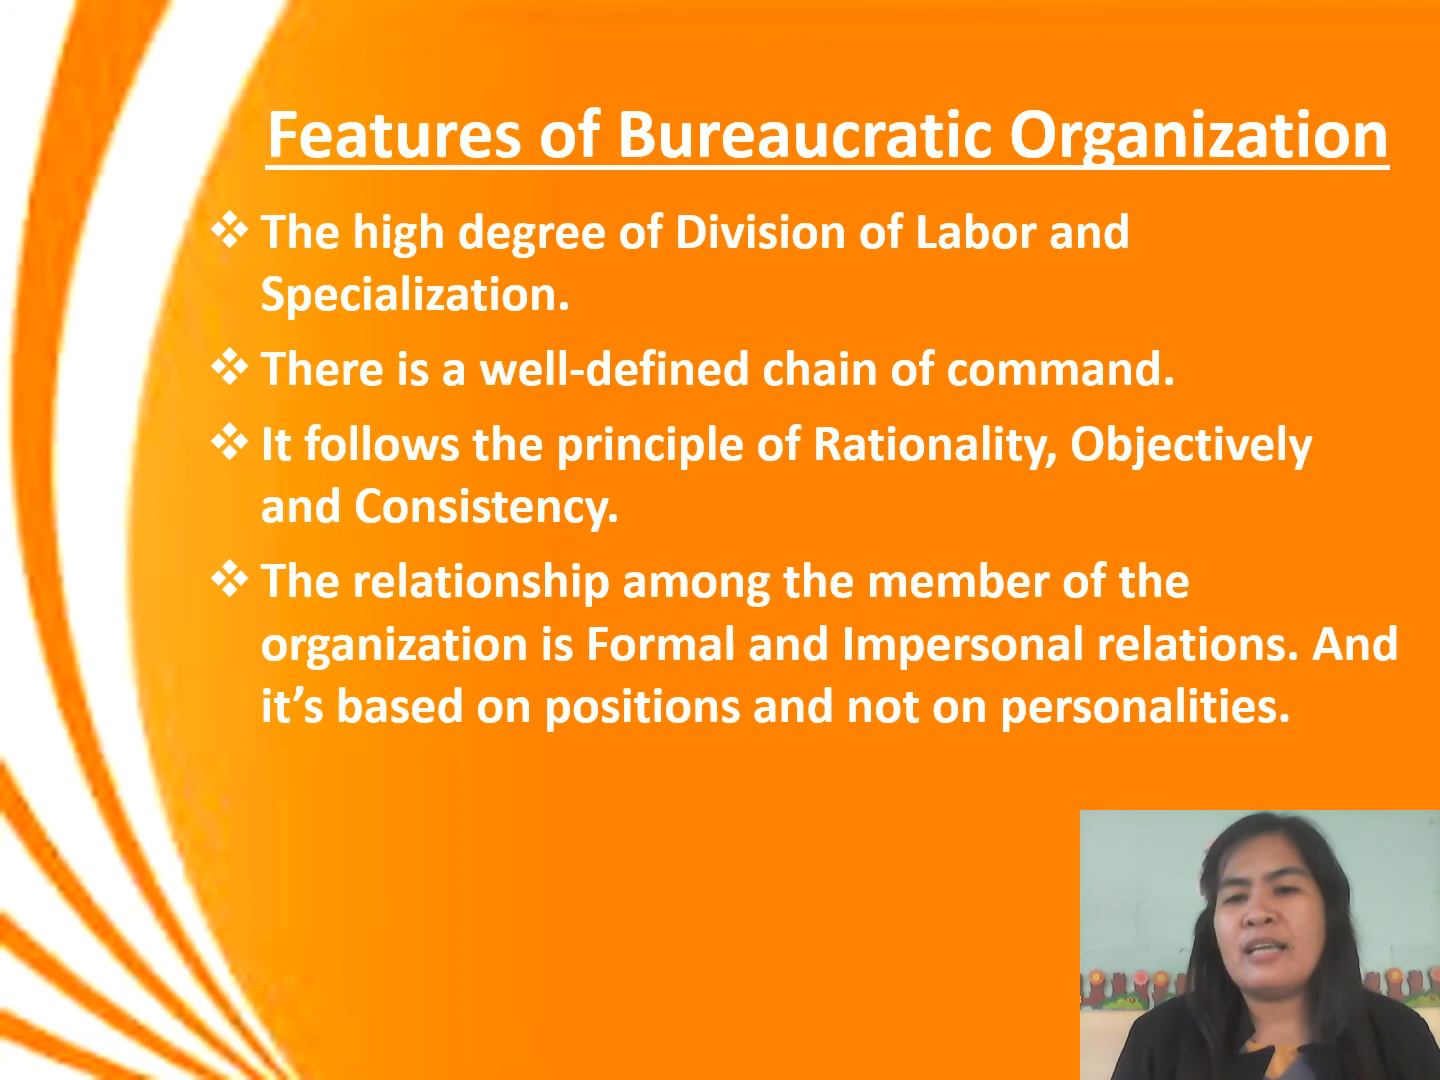 Features of Bureaucratic Organization
❖ The high degree of Division of Labor and
Specialization.
❖ There is a well-defined chain of command.
❖ It follows the principle of Rationality, Objectively
and Consistency.
❖ The relationship among the member of the
organization is Formal and Impersonal relations. And
it’s based on positions and not on personalities.